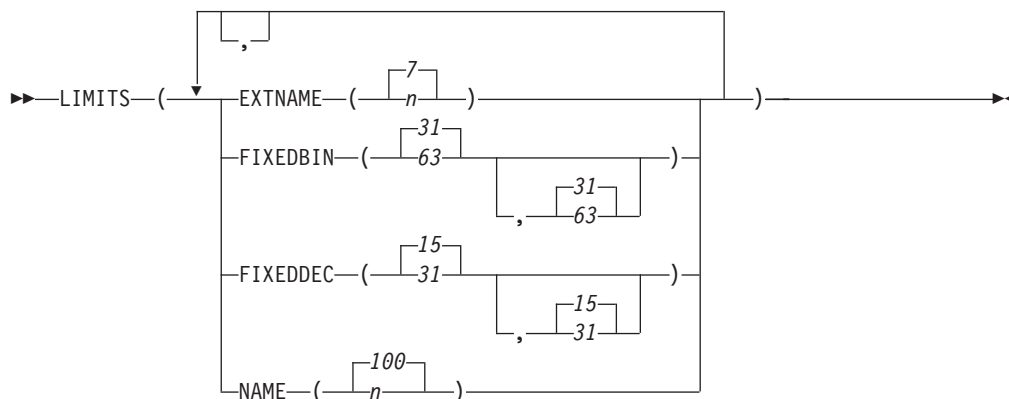 ,
7
LIMITS ( EXTNAME ( n ) )
31
FIXEDBIN ( 63 )
31
, 63
15
FIXEDDEC ( 31 )
15
, 31
100
NAME ( n )